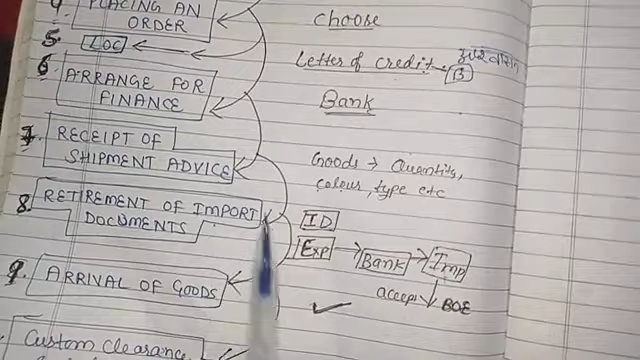 4. PLACING AN
ORDER
choose
5. LOC
Letter of credit
B
6. ARRANGE FOR
FINANCE
Bank
7. RECEIPT OF
SHIPMENT ADVICE
Goods → Quantity,
colour, type etc
8. RETIREMENT OF IMPORT
DOCUMENTS
ID
Exp → Bank → Imp
accept BOE
9. ARRIVAL OF GOODS
Custom Clearance